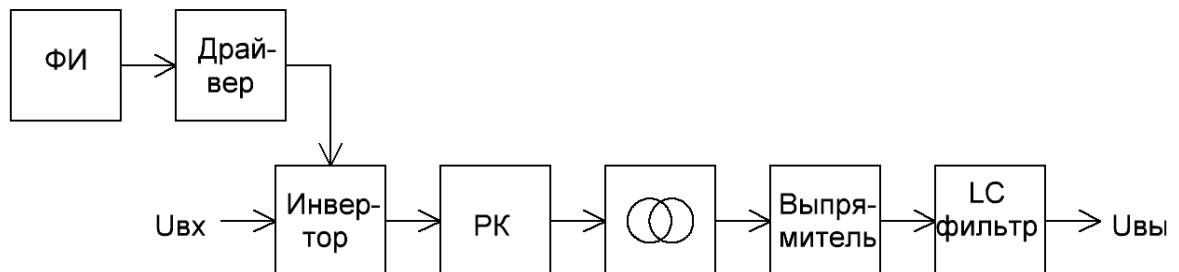 ФИ
Драй-
вер
Uвх
Инвер-
тор
РК
Выпря-
митель
LC
фильтр
Uвы